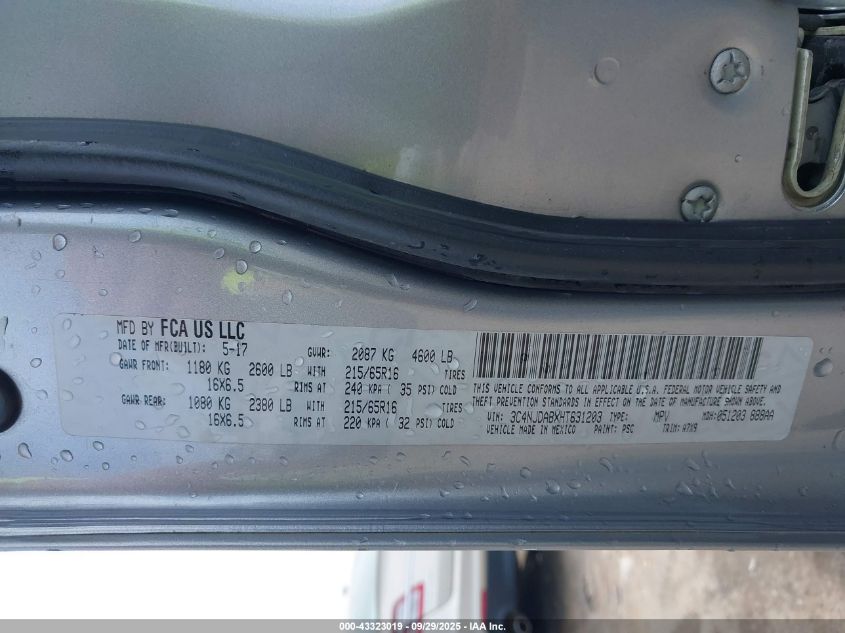 MFD BY FCA US LLC
DATE OF MFR(BUILT): 5-17 GVWR: 2087 KG 4600 LB
GAWR FRONT: 1180 KG 2600 LB WITH 215/65R16 TIRES
16X6.5 RIMS AT 240 KPA ( 35 PSI) COLD
GAWR REAR: 1080 KG 2380 LB WITH 215/65R16 TIRES
16X6.5 RIMS AT 220 KPA ( 32 PSI) COLD
THIS VEHICLE CONFORMS TO ALL APPLICABLE U.S.A. FEDERAL MOTOR VEHICLE SAFETY AND
THEFT PREVENTION STANDARDS IN EFFECT ON THE DATE OF MANUFACTURE SHOWN ABOVE.
VIN: 3C4NJDABXHT631203 TYPE: MPV MDH: 051203 888AA
VEHICLE MADE IN MEXICO PAINT: PSC TRIM: A7X9
000-43323019 - 09/29/2025 - IAA Inc.